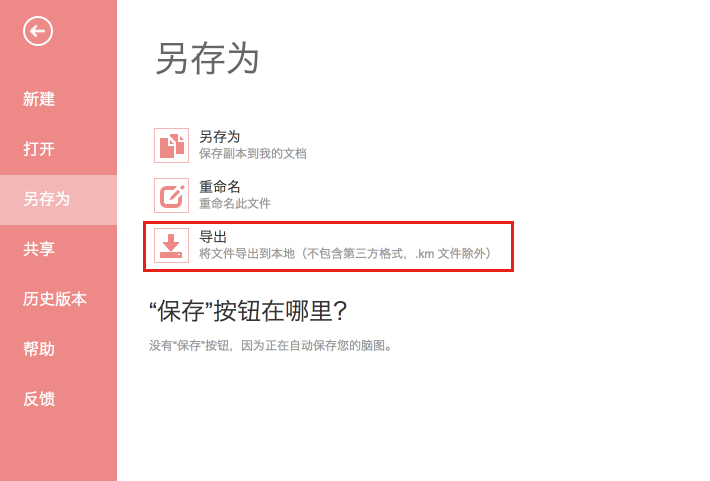 另存为
新建
打开
另存为
共享
历史版本
帮助
反馈
另存为
保存副本到我的文档
重命名
重命名此文件
导出
将文件导出到本地（不包含第三方格式，.km 文件除外）
“保存”按钮在哪里?
没有“保存”按钮，因为正在自动保存您的脑图。